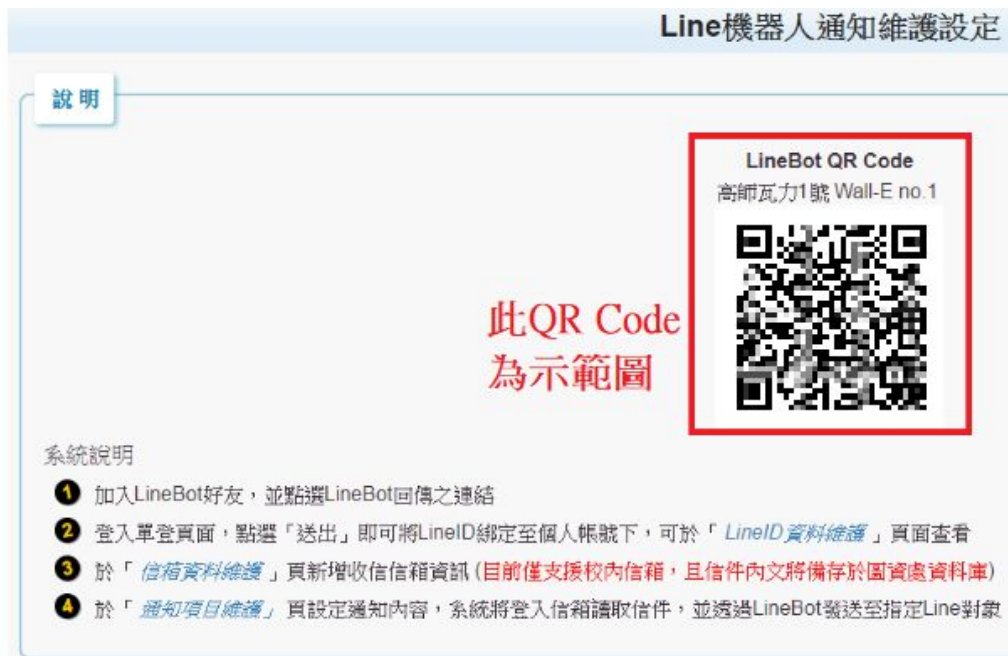 Line機器人通知維護設定
說明
LineBot QR Code
高師瓦力1號 Wall-E no.1
此QR Code
為示範圖
系統說明
1 加入LineBot好友，並點選LineBot回傳之連結
2 登入單登頁面，點選「送出」即可將LineID綁定至個人帳號下，可於「 LineID資料維護 」頁面查看
3 於「 信箱資料維護 」頁新增收信信箱資訊 (目前僅支援校內信箱，且信件內文將備存於圖資處資料庫)
4 於「 通知項目維護」 頁設定通知內容，系統將登入信箱讀取信件，並透過LineBot發送至指定Line對象